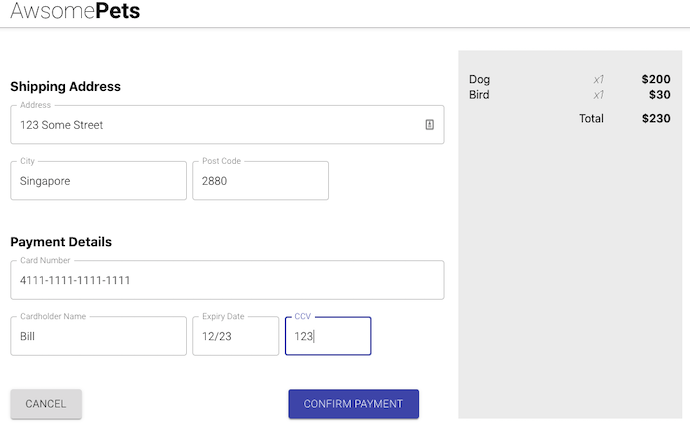 AwsomePets
Shipping Address
Address
123 Some Street
City
Singapore
Post Code
2880
Payment Details
Card Number
4111-1111-1111-1111
Cardholder Name
Bill
Expiry Date
12/23
CCV
123
CANCEL
CONFIRM PAYMENT
Dog x1 $200
Bird x1 $30
Total $230